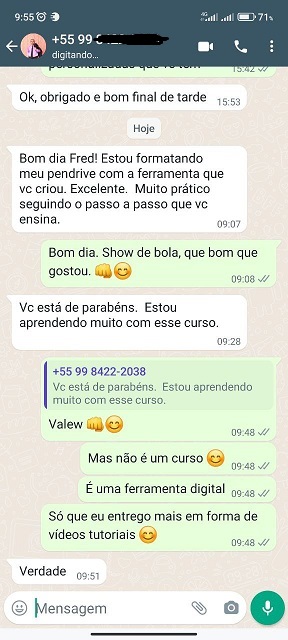 9:55
71%
+55 99 8422
digitando...
personalizadas que vc tem
15:42
Ok, obrigado e bom final de tarde
15:53
Hoje
Bom dia Fred! Estou formatando
meu pendrive com a ferramenta que
vc criou. Excelente. Muito prático
seguindo o passo a passo que vc
ensina.
09:07
Bom dia. Show de bola, que bom que
gostou. 👊😊
09:08
Vc está de parabéns. Estou
aprendendo muito com esse curso.
09:28
+55 99 8422-2038
Vc está de parabéns. Estou aprendendo
muito com esse curso.
Valew 👊😊
09:48
Mas não é um curso 😊
09:48
É uma ferramenta digital
09:48
Só que eu entrego mais em forma de
vídeos tutoriais 😊
09:48
Verdade
09:51
Mensagem